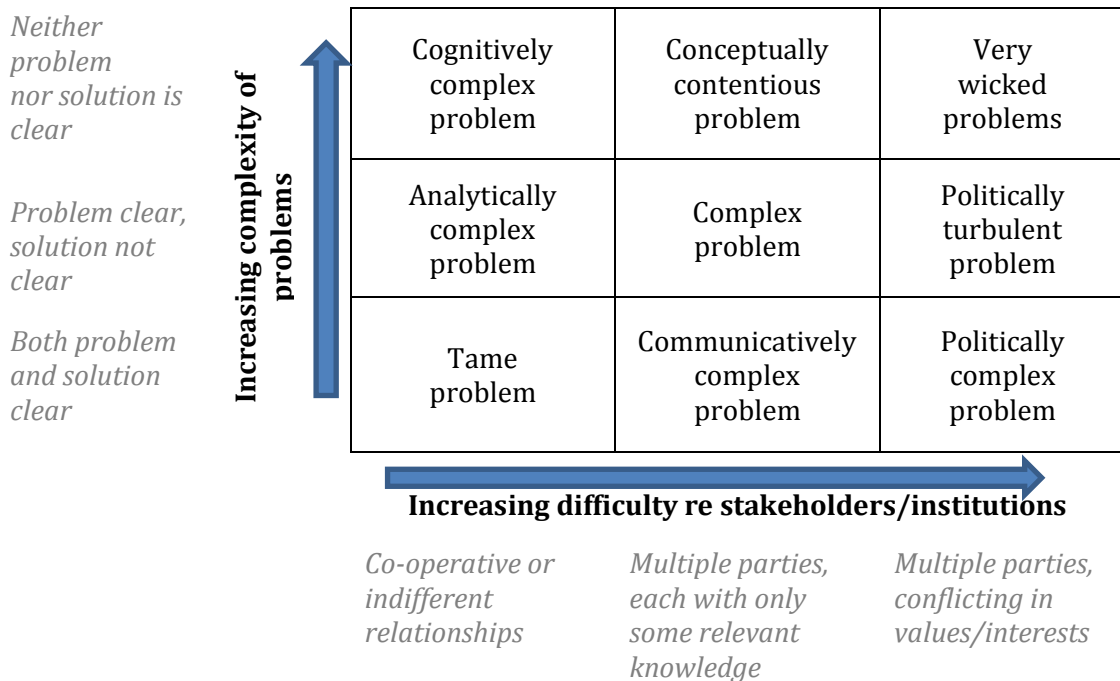 Neither
problem
nor solution is
clear
Problem clear,
solution not
clear
Both problem
and solution
clear
Increasing complexity of
problems
Cognitively
complex
problem
Conceptually
contentious
problem
Very
wicked
problems
Analytically
complex
problem
Complex
problem
Politically
turbulent
problem
Tame
problem
Communicatively
complex
problem
Politically
complex
problem
Increasing difficulty re stakeholders/institutions
Co-operative or
indifferent
relationships
Multiple parties,
each with only
some relevant
knowledge
Multiple parties,
conflicting in
values/interests